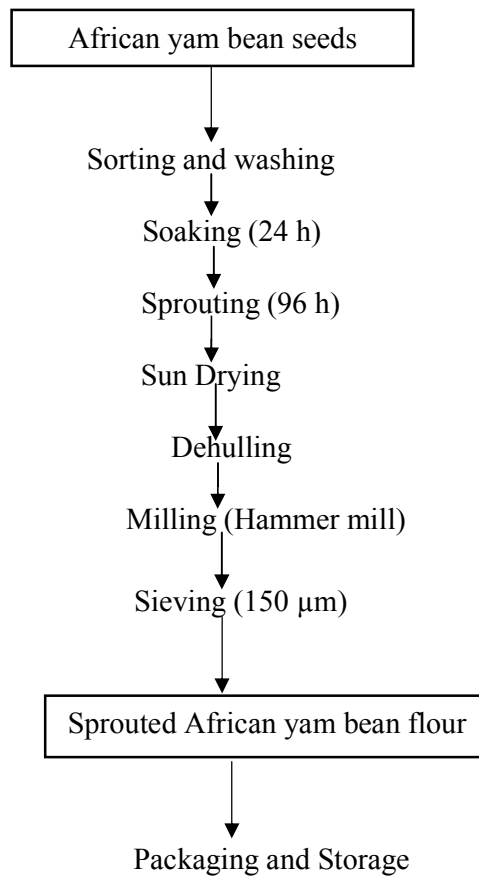 African yam bean seeds
Sorting and washing
Soaking (24 h)
Sprouting (96 h)
Sun Drying
Dehulling
Milling (Hammer mill)
Sieving (150 µm)
Sprouted African yam bean flour
Packaging and Storage